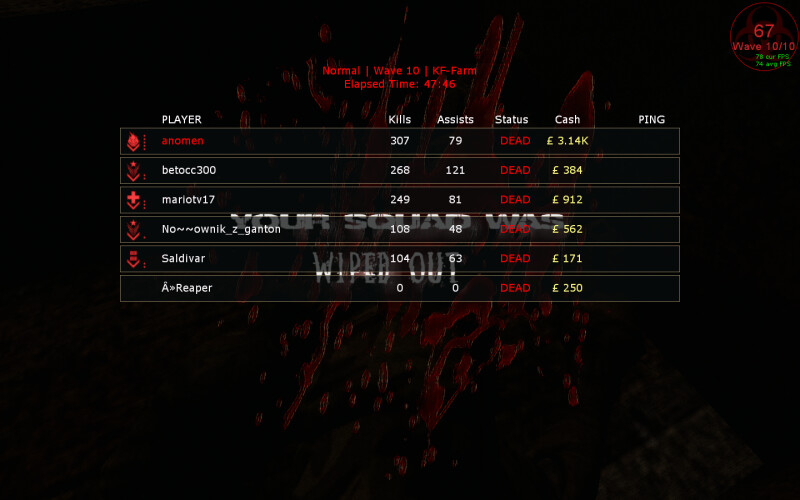 67
Wave 10/10
78 cur FPS
74 avg FPS
Normal | Wave 10 | KF-Farm
Elapsed Time: 47:46
PLAYER Kills Assists Status Cash PING
anomen 307 79 DEAD £ 3.14K
betocc300 268 121 DEAD £ 384
mariotv17 249 81 DEAD £ 912
YOUR SQUAD WAS
No~~ownik_z_ganton 108 48 DEAD £ 562
Saldivar 104 63 DEAD £ 171
WIPED OUT
Â»Reaper 0 0 DEAD £ 250